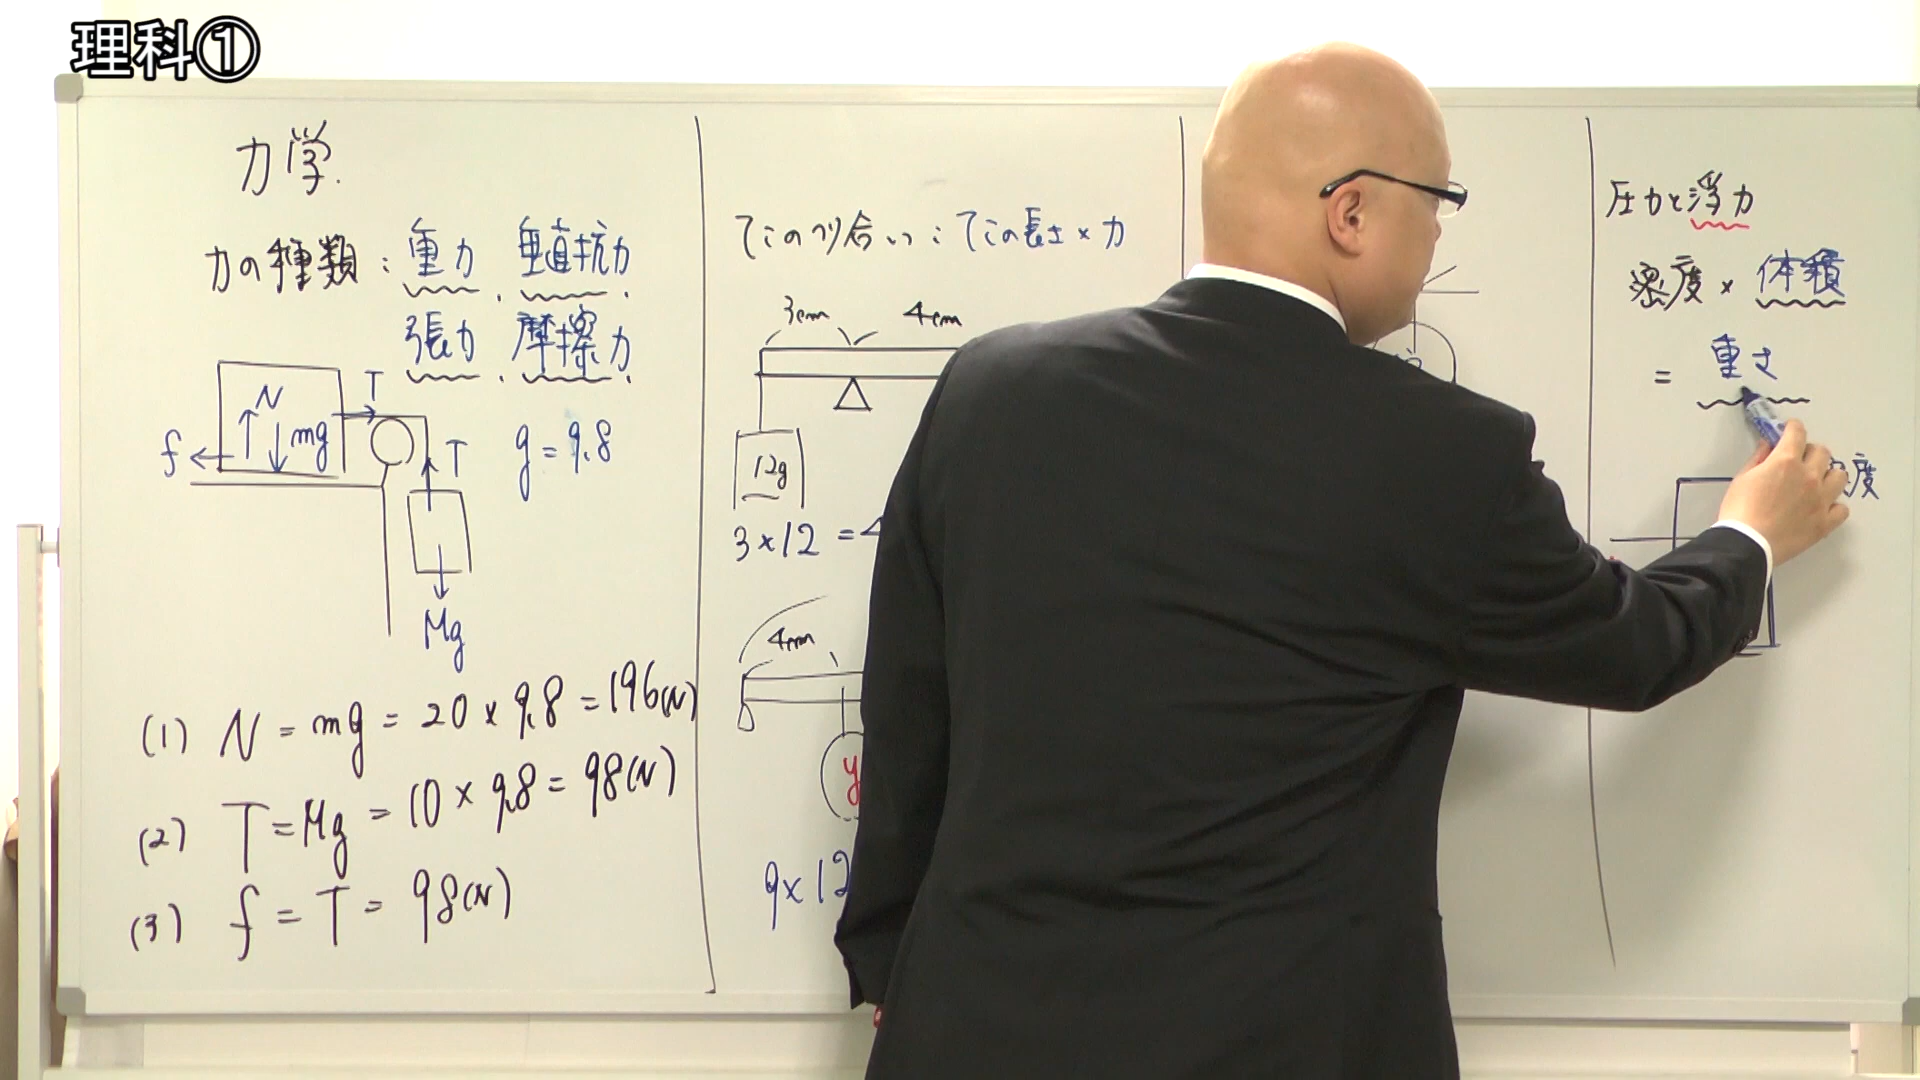 理科①
力学.
力の種類:重力.垂直抗力.
張力.摩擦力.
N
mg
f
T
T
g=9.8
Mg
(1) N=mg=20×9.8=196(N)
(2) T=Mg=10×9.8=98(N)
(3) f=T=98(N)
てこのつり合い:てこの長さ×力
3cm
4cm
12g
3×12=4
4cm
y
9×12
圧力と浮力
密度×体積
=重さ
度